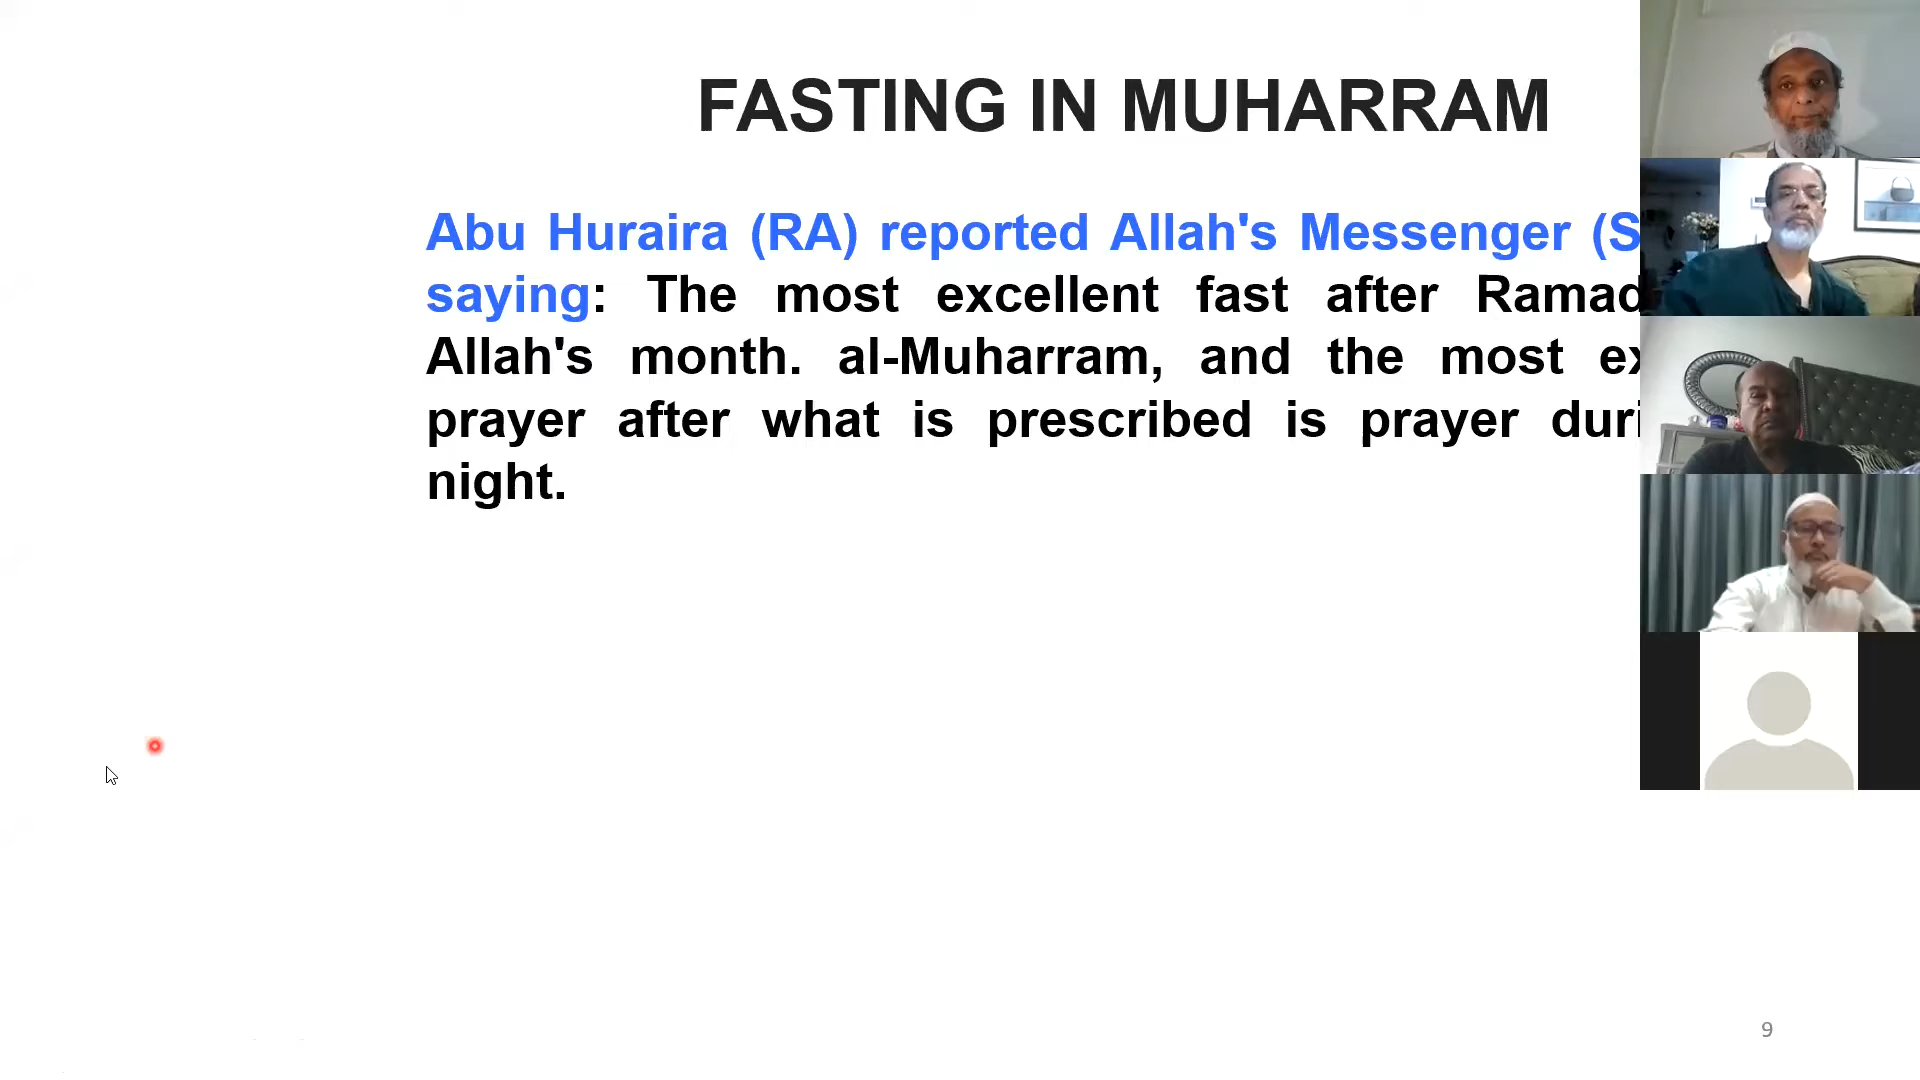 FASTING IN MUHARRAM
Abu Huraira (RA) reported Allah's Messenger (S
saying: The most excellent fast after Ramad
Allah's month. al-Muharram, and the most ex
prayer after what is prescribed is prayer duri
night.
9